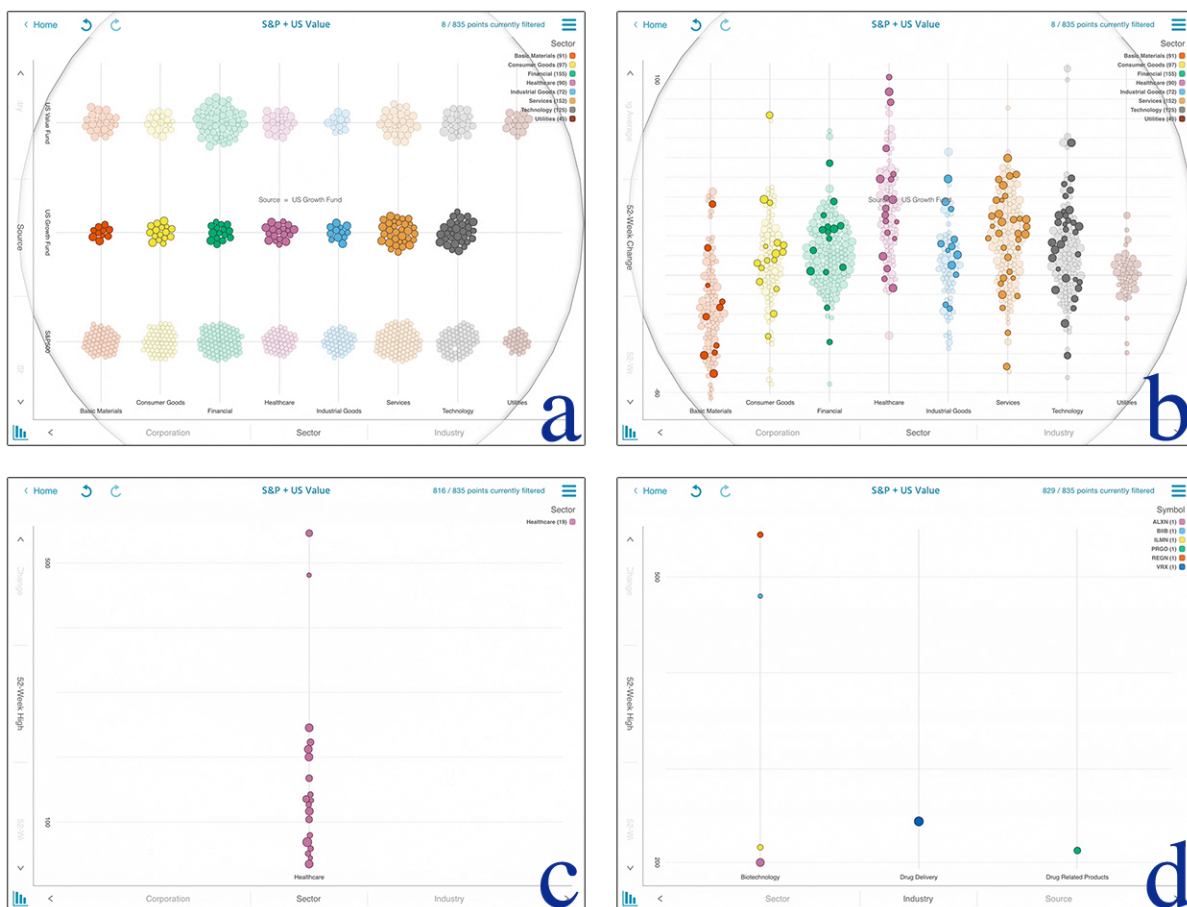 Home
S&P + US Value
8 / 835 points currently filtered
Sector
Basic Materials (91)
Consumer Goods (97)
Financial (155)
Healthcare (90)
Industrial Goods (72)
Services (152)
Technology (125)
Utilities (45)
US Value Fund
Source = US Growth Fund
Source
US Growth Fund
S&P500
Basic Materials
Consumer Goods
Financial
Healthcare
Industrial Goods
Services
Technology
Utilities
Corporation
Sector
Industry
a
Home
S&P + US Value
8 / 835 points currently filtered
Sector
Basic Materials (91)
Consumer Goods (97)
Financial (155)
Healthcare (90)
Industrial Goods (72)
Services (152)
Technology (125)
Utilities (45)
100
Average
52-Week Change
52-W
-60
Basic Materials
Consumer Goods
Financial
Healthcare
Industrial Goods
Services
Technology
Utilities
Corporation
Sector
Industry
b
Home
S&P + US Value
816 / 835 points currently filtered
Sector
Healthcare (19)
500
Change
52-Week High
52-W
100
Healthcare
Corporation
Sector
Industry
c
Home
S&P + US Value
829 / 835 points currently filtered
Symbol
ALXN (1)
BIIB (1)
ILMN (1)
PRGO (1)
REGN (1)
VRX (1)
500
Change
52-Week High
52-W
200
Biotechnology
Drug Delivery
Drug Related Products
Sector
Industry
Source
d